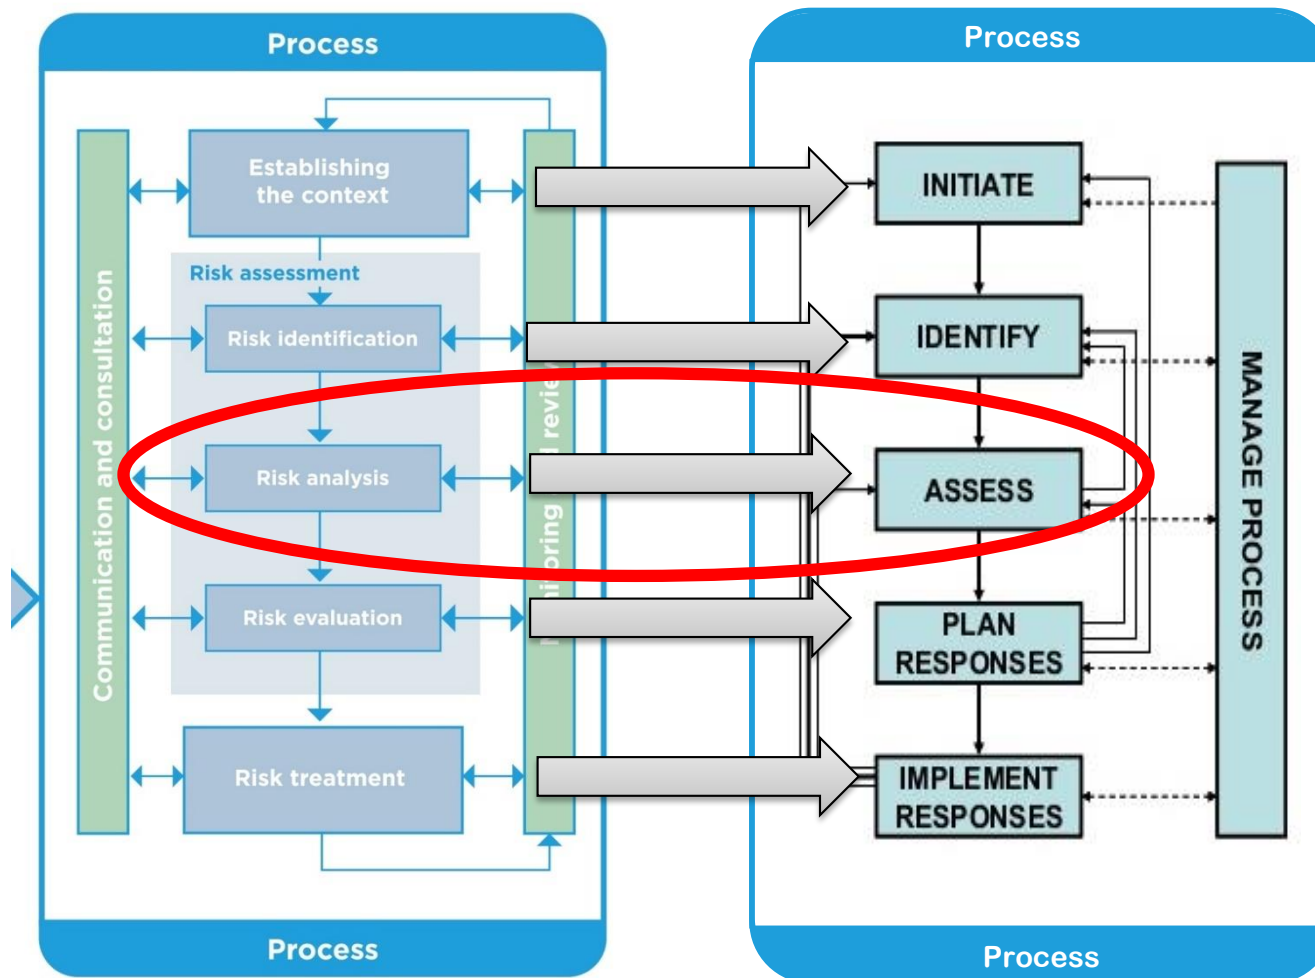 Process
Establishing
the context
Risk assessment
Risk identification
Risk analysis
Risk evaluation
Risk treatment
Communication and consultation
review
Process
Process
INITIATE
IDENTIFY
ASSESS
PLAN
RESPONSES
IMPLEMENT
RESPONSES
MANAGE PROCESS
Process